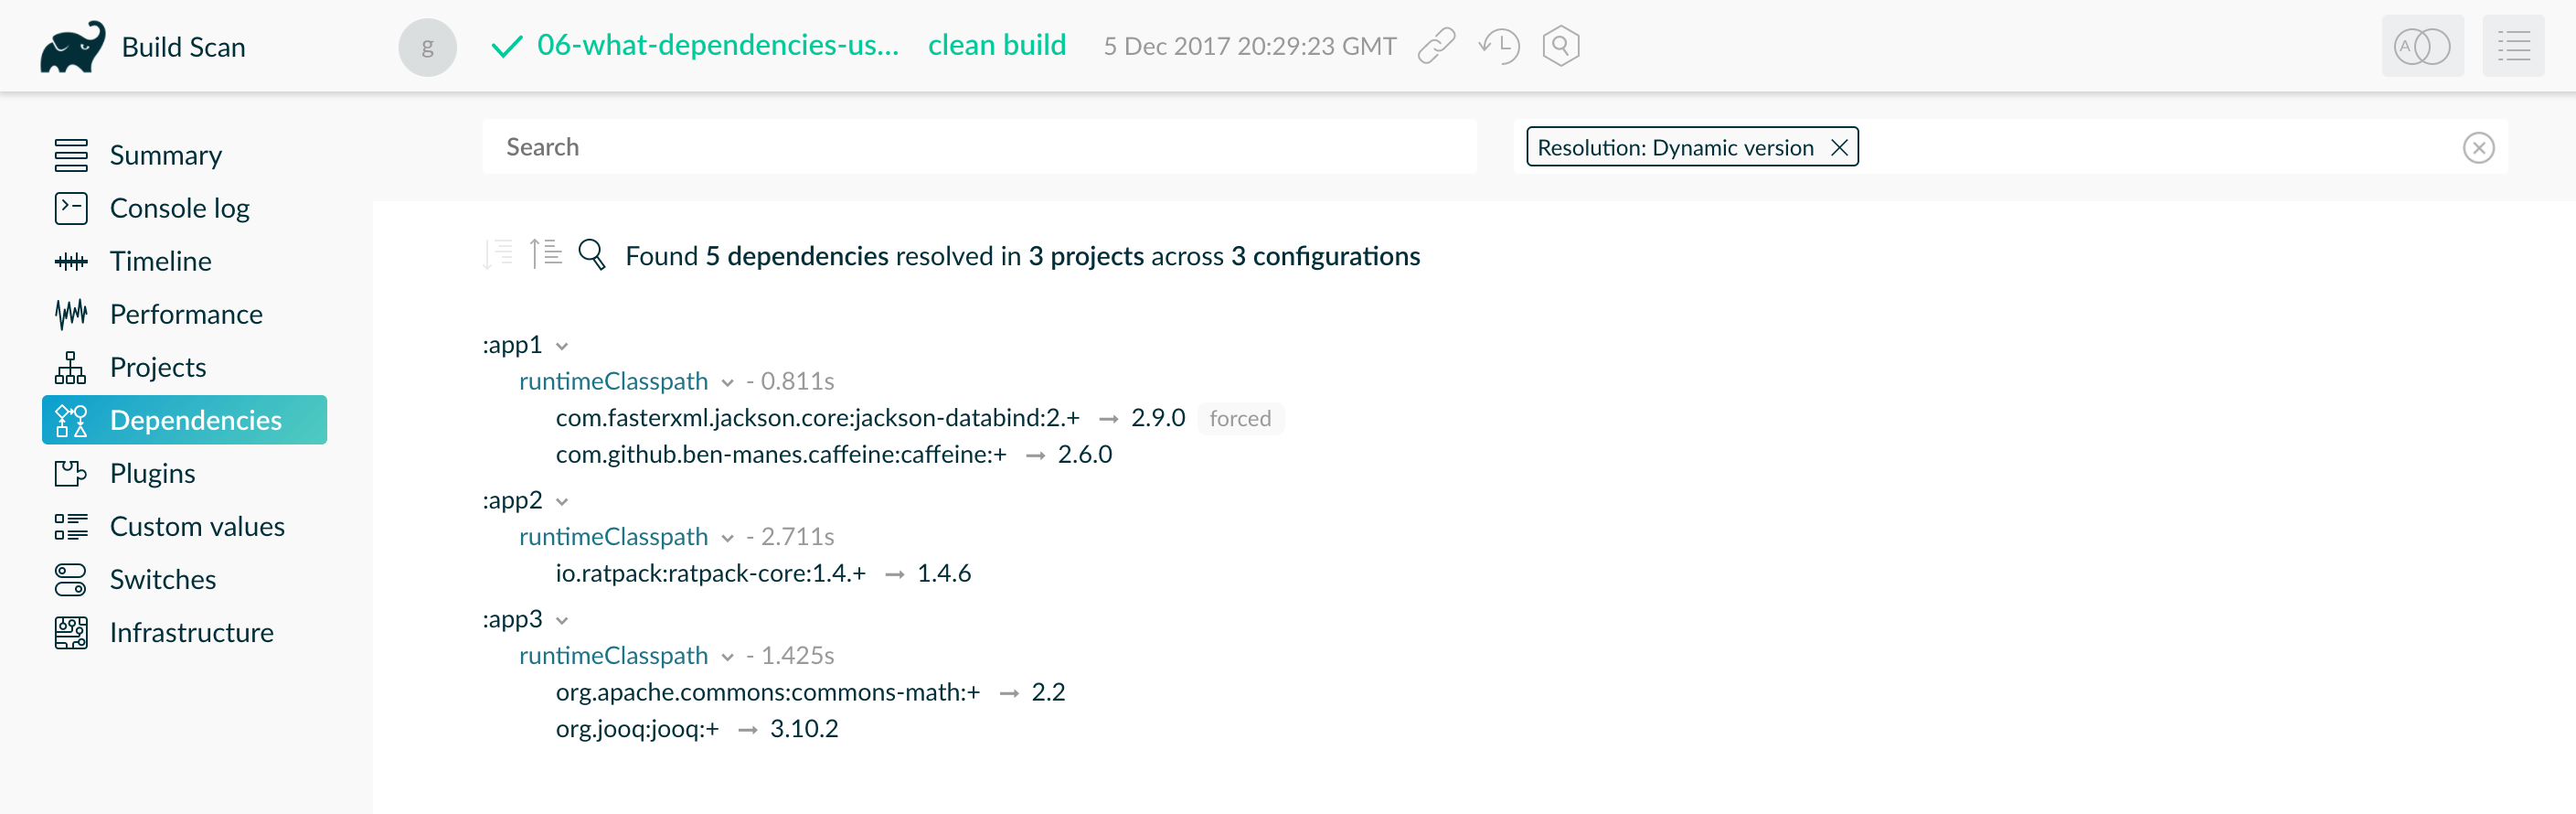 Build Scan
g
06-what-dependencies-us... clean build 5 Dec 2017 20:29:23 GMT
A
Summary
Console log
Timeline
Performance
Projects
Dependencies
Plugins
Custom values
Switches
Infrastructure
Search
Resolution: Dynamic version
Found 5 dependencies resolved in 3 projects across 3 configurations
:app1
runtimeClasspath - 0.811s
com.fasterxml.jackson.core:jackson-databind:2.+ → 2.9.0 forced
com.github.ben-manes.caffeine:caffeine:+ → 2.6.0
:app2
runtimeClasspath - 2.711s
io.ratpack:ratpack-core:1.4.+ → 1.4.6
:app3
runtimeClasspath - 1.425s
org.apache.commons:commons-math:+ → 2.2
org.jooq:jooq:+ → 3.10.2